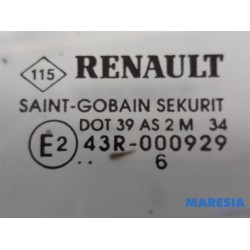 115 RENAULT
SAINT-GOBAIN SEKURIT
DOT 39 AS 2 M 34
E2 43R-000929
6
MARESIA